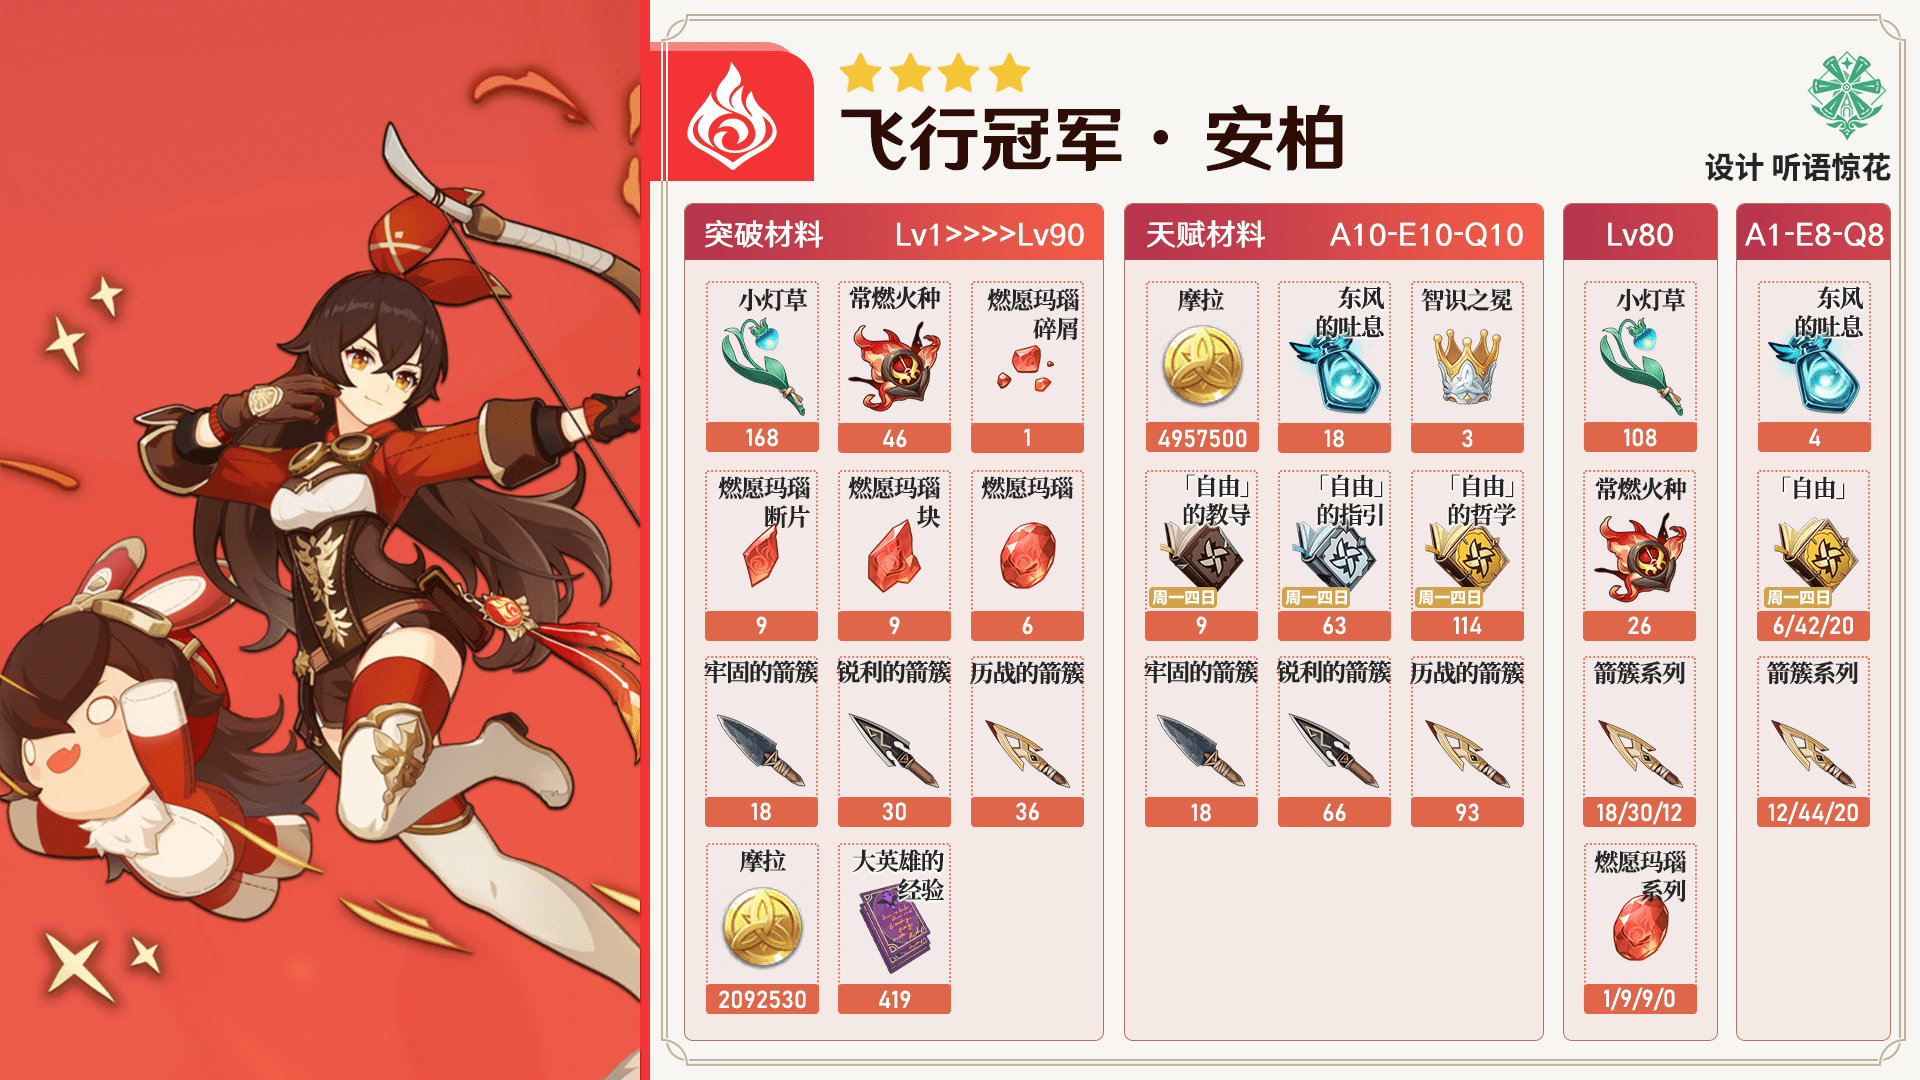 飞行冠军·安柏
设计 听语惊花
突破材料 Lv1>>>>Lv90
小灯草
168
常燃火种
46
燃愿玛瑙
碎屑
1
燃愿玛瑙
断片
9
燃愿玛瑙
块
9
燃愿玛瑙
6
牢固的箭簇
18
锐利的箭簇
30
历战的箭簇
36
摩拉
2092530
大英雄的
经验
419
天赋材料 A10-E10-Q10
摩拉
4957500
东风
的吐息
18
智识之冕
3
「自由」
的教导
周一四日
9
「自由」
的指引
周一四日
63
「自由」
的哲学
周一四日
114
牢固的箭簇
18
锐利的箭簇
66
历战的箭簇
93
Lv80
小灯草
108
常燃火种
26
箭簇系列
18/30/12
燃愿玛瑙
系列
1/9/9/0
A1-E8-Q8
东风
的吐息
4
「自由」
周一四日
6/42/20
箭簇系列
12/44/20